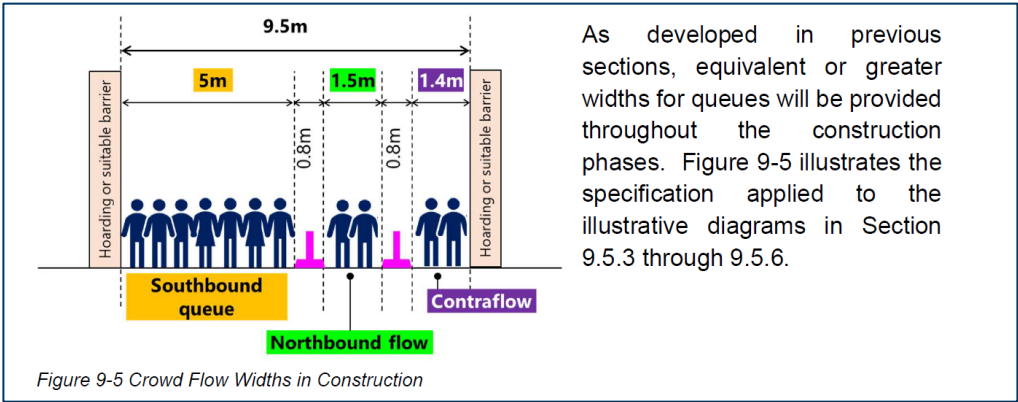 9.5m
5m
1.5m
1.4m
0.8m
0.8m
Hoarding or suitable barrier
Hoarding or suitable barrier
Southbound
queue
Contraflow
Northbound flow
Figure 9-5 Crowd Flow Widths in Construction
As developed in previous
sections, equivalent or greater
widths for queues will be provided
throughout the construction
phases. Figure 9-5 illustrates the
specification applied to the
illustrative diagrams in Section
9.5.3 through 9.5.6.